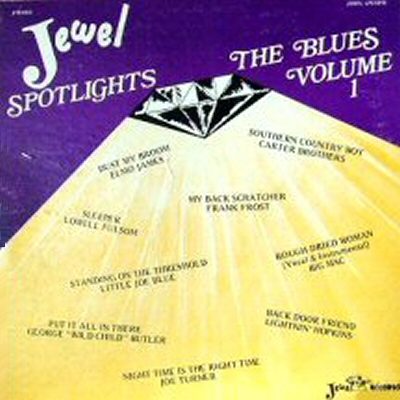 STEREO
Jewel
SPOTLIGHTS
THE BLUES
VOLUME
1
DUST MY BROOM
ELMO JAMES
SOUTHERN COUNTRY BOY
CARTER BROTHERS
MY BACK SCRATCHER
FRANK FROST
SLEEPER
LOWELL FULSOM
ROUGH DRIED WOMAN
(Vocal & Instrumental)
BIG MAC
STANDING ON THE THRESHOLD
LITTLE JOE BLUE
PUT IT ALL IN THERE
GEORGE "WILD CHILD" BUTLER
BACK DOOR FRIEND
LIGHTNIN' HOPKINS
NIGHT TIME IS THE RIGHT TIME
JOE TURNER
Jewel RECORDS